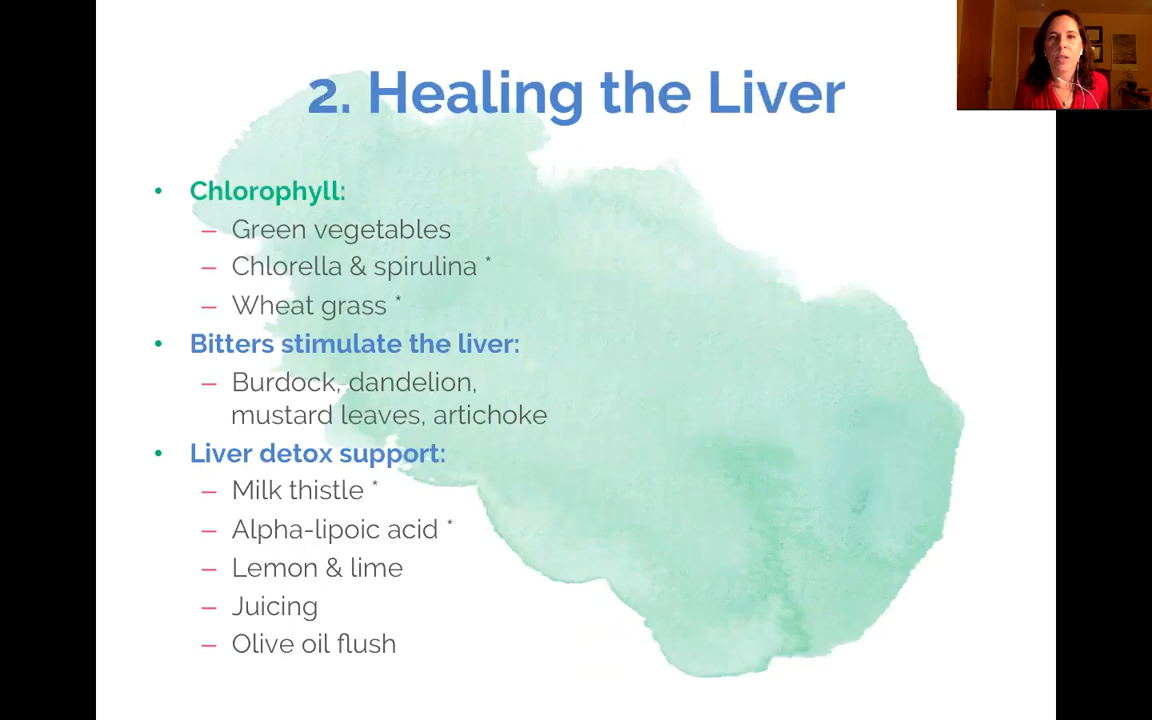 2. Healing the Liver
• Chlorophyll:
– Green vegetables
– Chlorella & spirulina *
– Wheat grass *
• Bitters stimulate the liver:
– Burdock, dandelion,
mustard leaves, artichoke
• Liver detox support:
– Milk thistle *
– Alpha-lipoic acid *
– Lemon & lime
– Juicing
– Olive oil flush